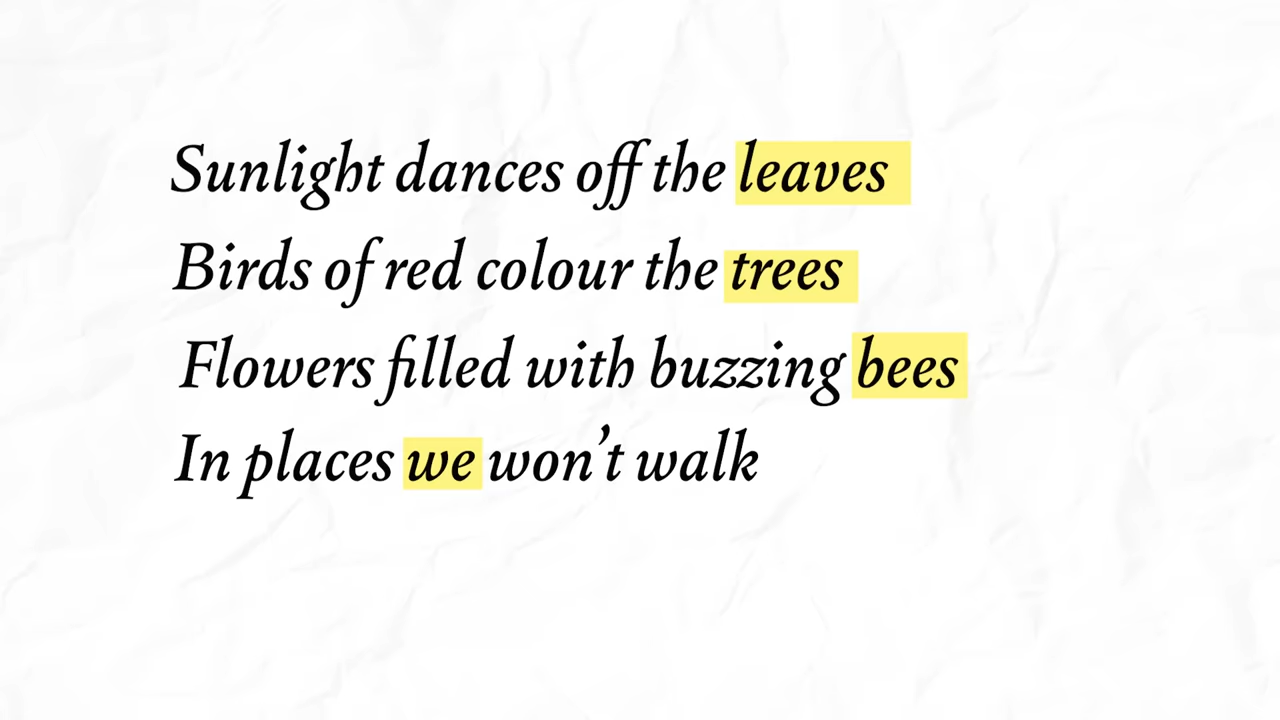 Sunlight dances off the leaves
Birds of red colour the trees
Flowers filled with buzzing bees
In places we won’t walk